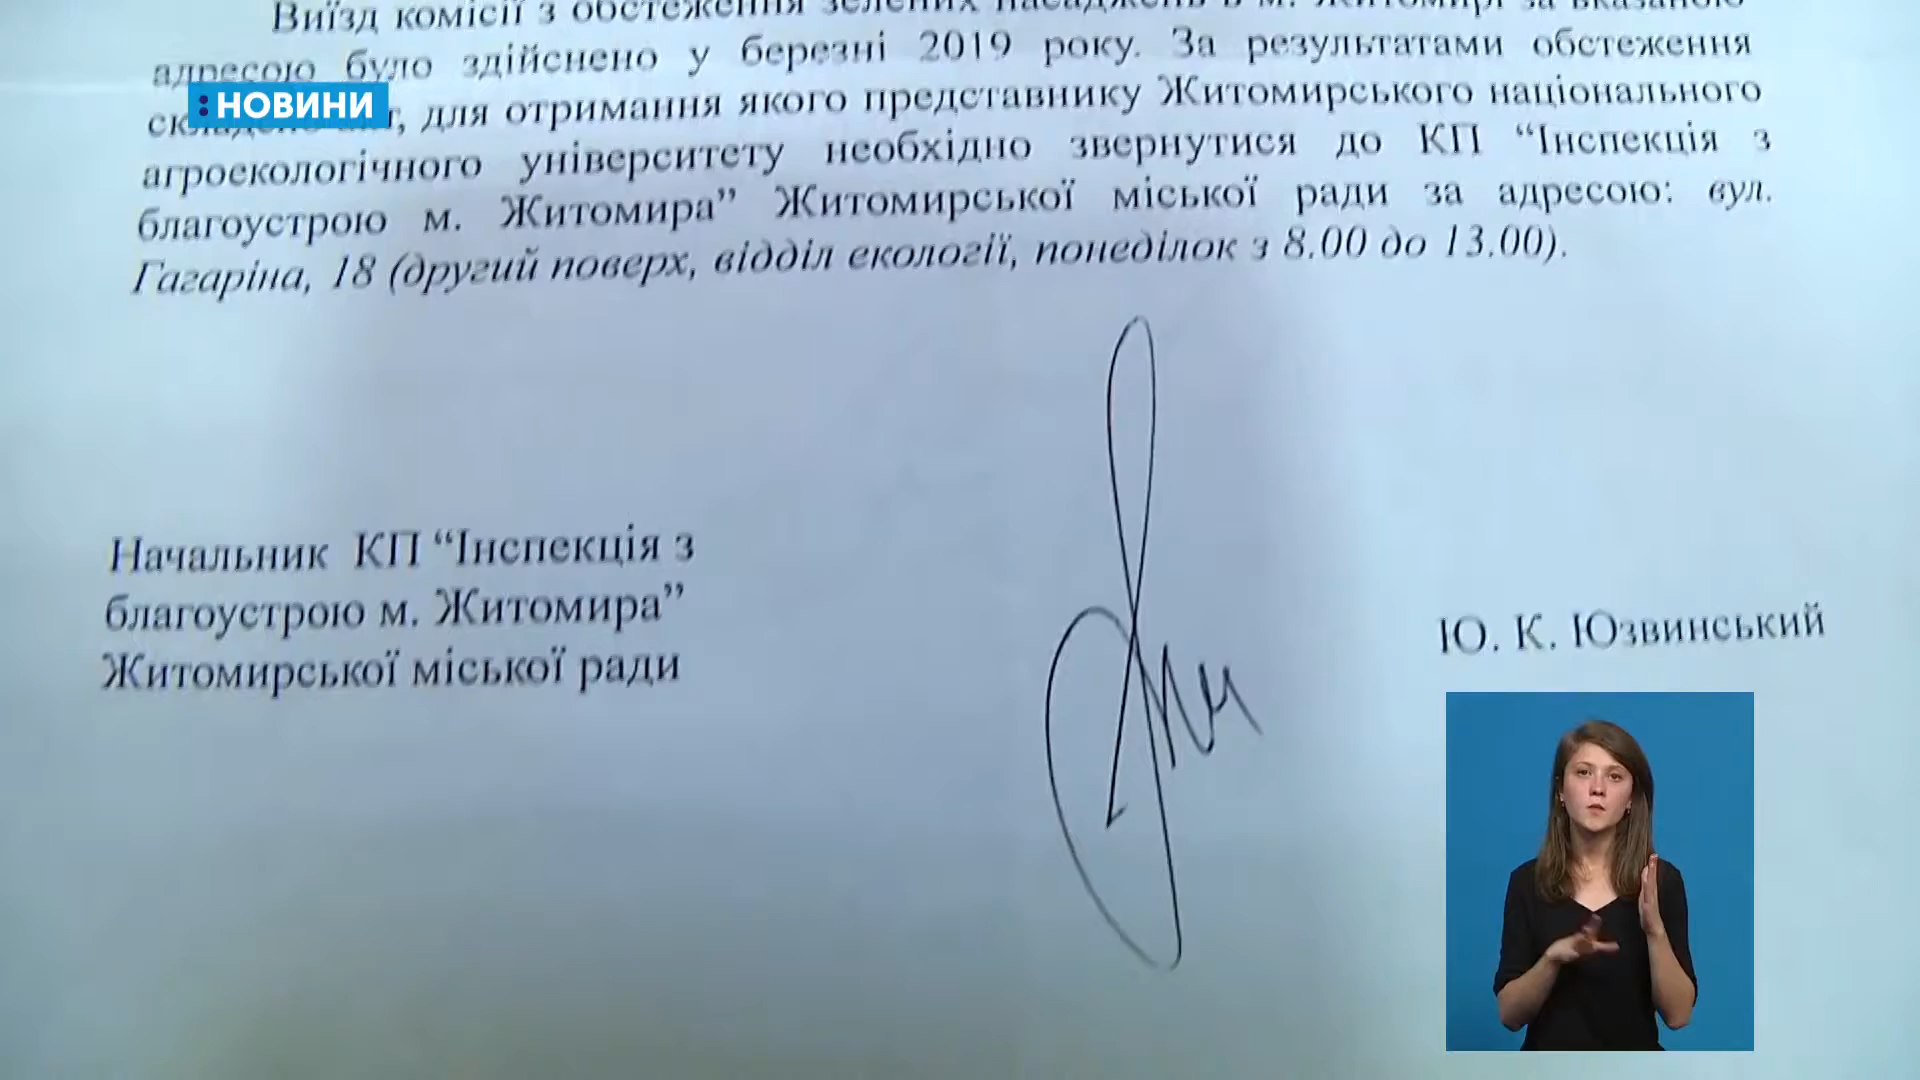 Виїзд комісії з обстеження зелених насаджень в м. Житомирі за вказаною
адресою було здійснено у березні 2019 року. За результатами обстеження
НОВИНИ
для отримання якого представнику Житомирського національного
агроекологічного університету необхідно звернутися до КП “Інспекція з
благоустрою м. Житомира” Житомирської міської ради за адресою: вул.
Гагаріна, 18 (другий поверх, відділ екології, понеділок з 8.00 до 13.00).
Начальник КП “Інспекція з
благоустрою м. Житомира”
Житомирської міської ради
Ю. К. Юзвинський